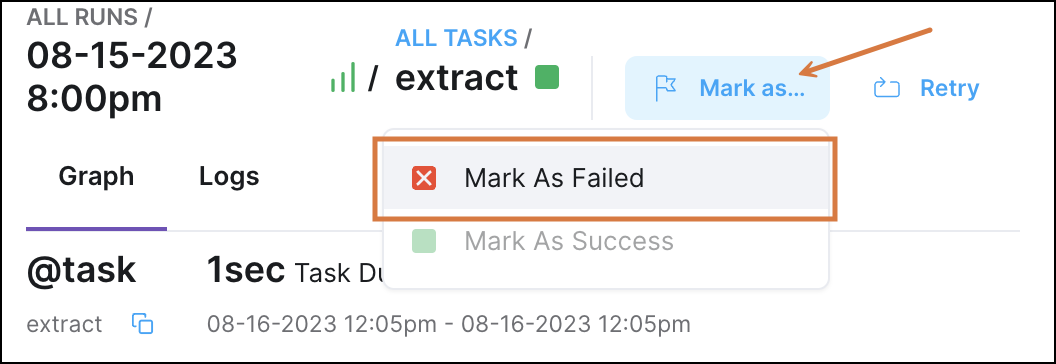 ALL RUNS /
08-15-2023
8:00pm
/
ALL TASKS /
extract
Mark as...
Retry
Mark As Failed
Mark As Success
Graph
Logs
@task
1sec Task Du
extract
08-16-2023 12:05pm - 08-16-2023 12:05pm